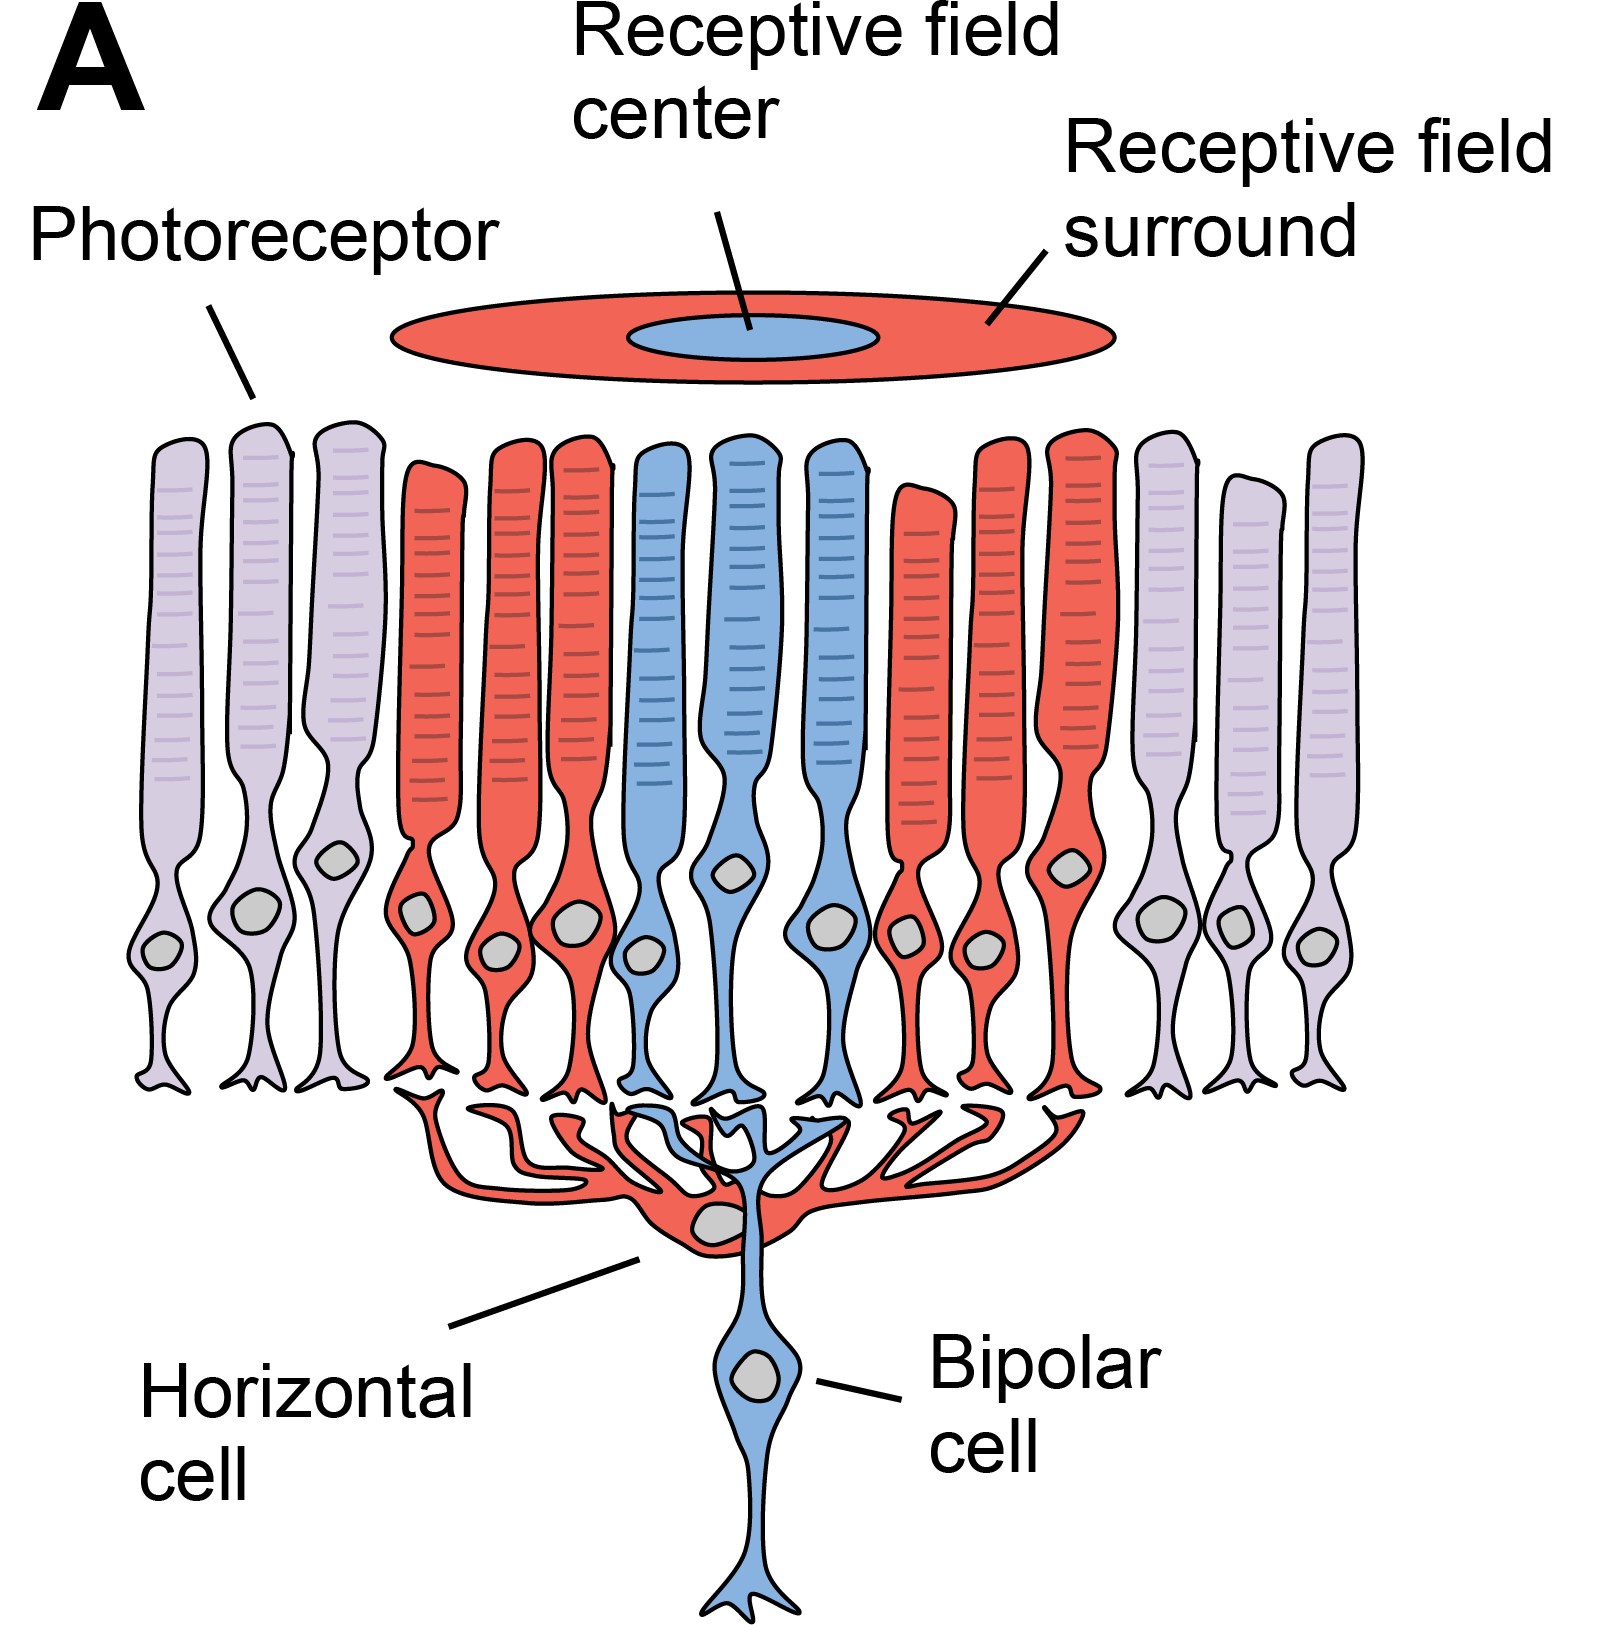 A
Receptive field
center
Receptive field
surround
Photoreceptor
Horizontal
cell
Bipolar
cell